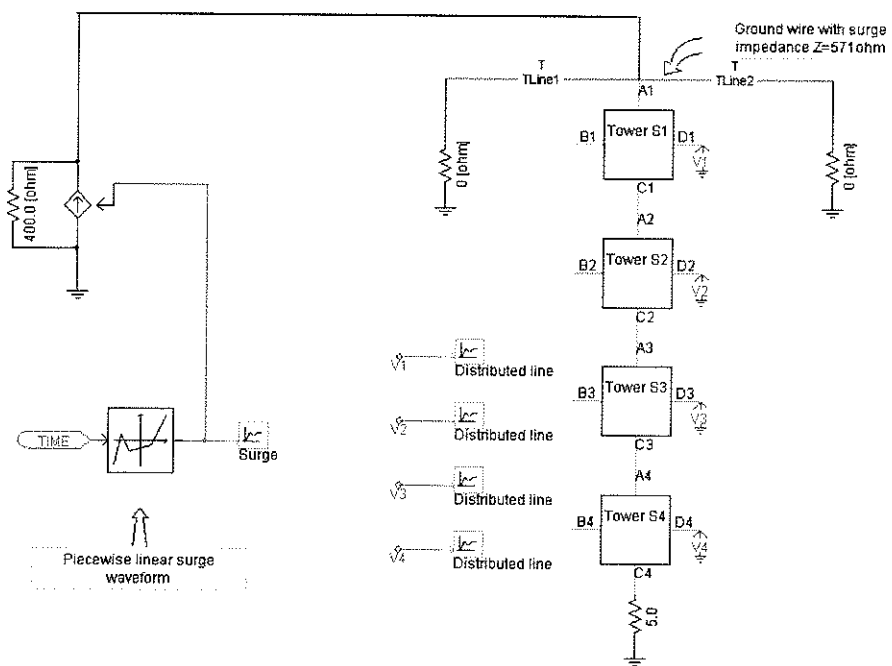 Ground wire with surge
impedance Z=571ohm
T
TLine1
T
TLine2
A1
B1
Tower S1
D1
V1
C1
0 [ohm]
0 [ohm]
400.0 [ohm]
A2
B2
Tower S2
D2
V2
C2
A3
V1
Distributed line
B3
Tower S3
D3
V3
C3
V2
Distributed line
TIME
Surge
A4
V3
Distributed line
B4
Tower S4
D4
V4
C4
V4
Distributed line
Piecewise linear surge
waveform
5.0